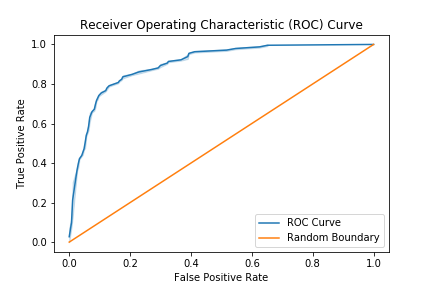 Receiver Operating Characteristic (ROC) Curve
1.0
0.8
0.6
0.4
0.2
0.0
True Positive Rate
ROC Curve
Random Boundary
0.0 0.2 0.4 0.6 0.8 1.0
False Positive Rate